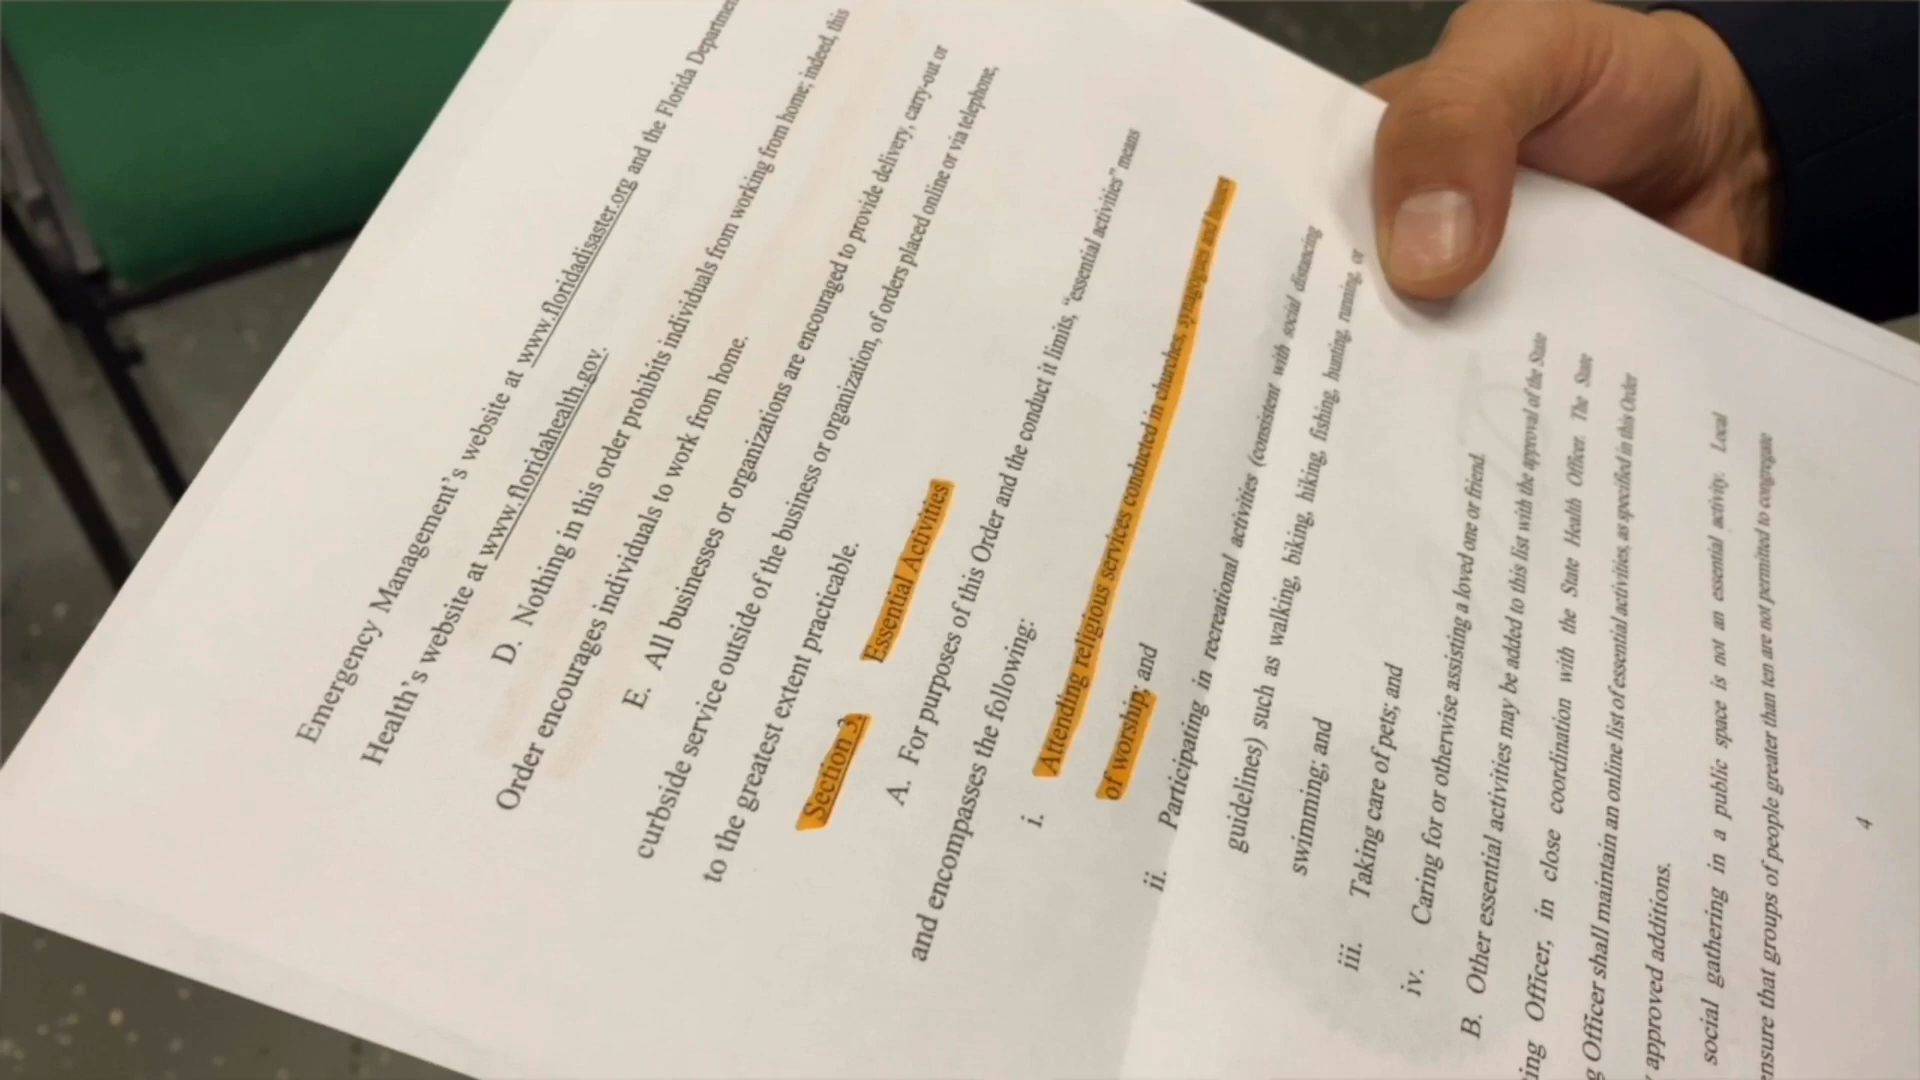 Emergency Management's website at www.floridadisaster.org and the Florida
Health's website at www.floridahealth.gov.
D. Nothing in this order prohibits individuals from working from home; indeed, this
Order encourages individuals to work from home.
E. All businesses or organizations are encouraged to provide delivery, carry-out or
curbside service outside of the business or organization, of orders placed online or via telephone,
to the greatest extent practicable.
Section 3. Essential Activities
A. For purposes of this Order and the conduct it limits, "essential activities" means
and encompasses the following:
i. Attending religious services conducted in churches, synagogues and houses
of worship; and
ii. Participating in recreational activities (consistent with social distancing
guidelines) such as walking, biking, hiking, fishing, hunting, running, or
swimming; and
iii. Taking care of pets; and
iv. Caring for or otherwise assisting a loved one or friend.
B. Other essential activities may be added to this list with the approval of the State
Officer, in close coordination with the State Health Officer. The State
Officer shall maintain an online list of essential activities, as specified in this Order
approved additions.
social gathering in a public space is not an essential activity. Local
ensure that groups of people greater than ten are not permitted to congregate
4